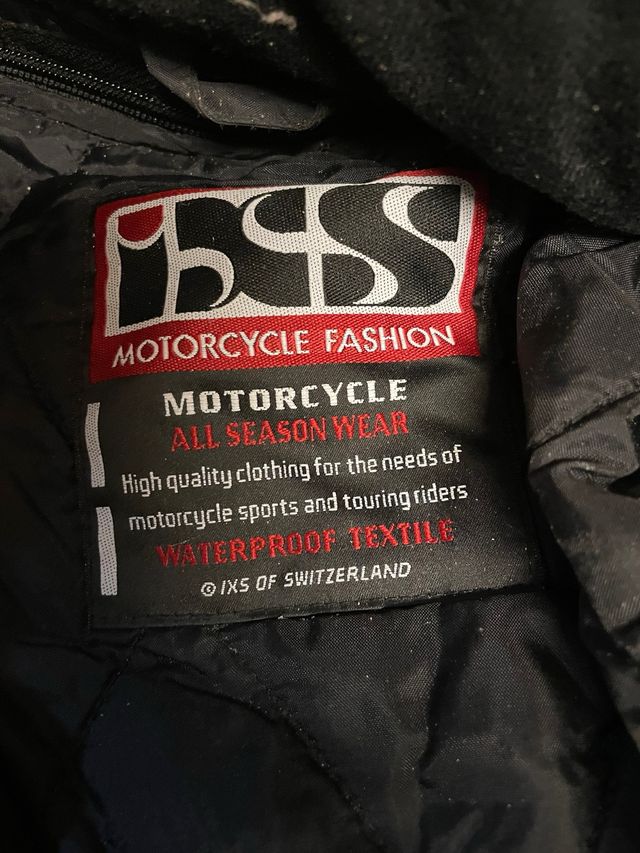 iXS
MOTORCYCLE FASHION
MOTORCYCLE
ALL SEASON WEAR
High quality clothing for the needs of
motorcycle sports and touring riders
WATERPROOF TEXTILE
© IXS OF SWITZERLAND